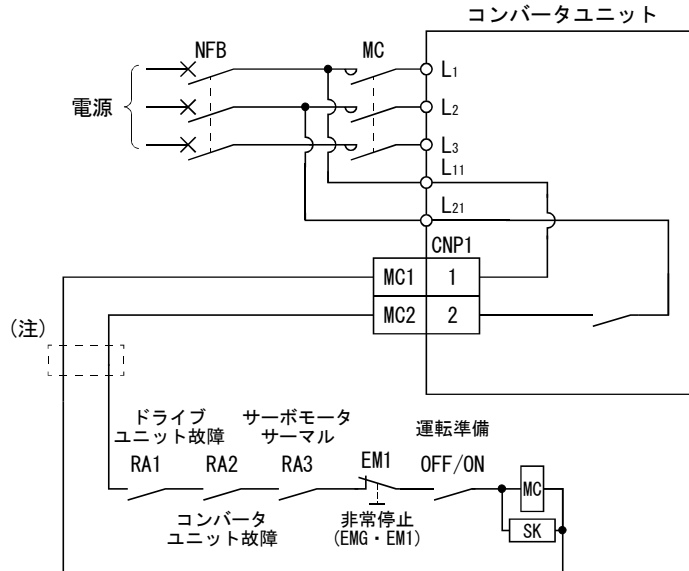 コンバータユニット
NFB
MC
電源
L1
L2
L3
L11
L21
CNP1
MC1
1
MC2
2
(注)
ドライブ
ユニット故障
サーボモータ
サーマル
運転準備
RA1
RA2
RA3
EM1
OFF/ON
MC
SK
コンバータ
ユニット故障
非常停止
(EMG・EM1)